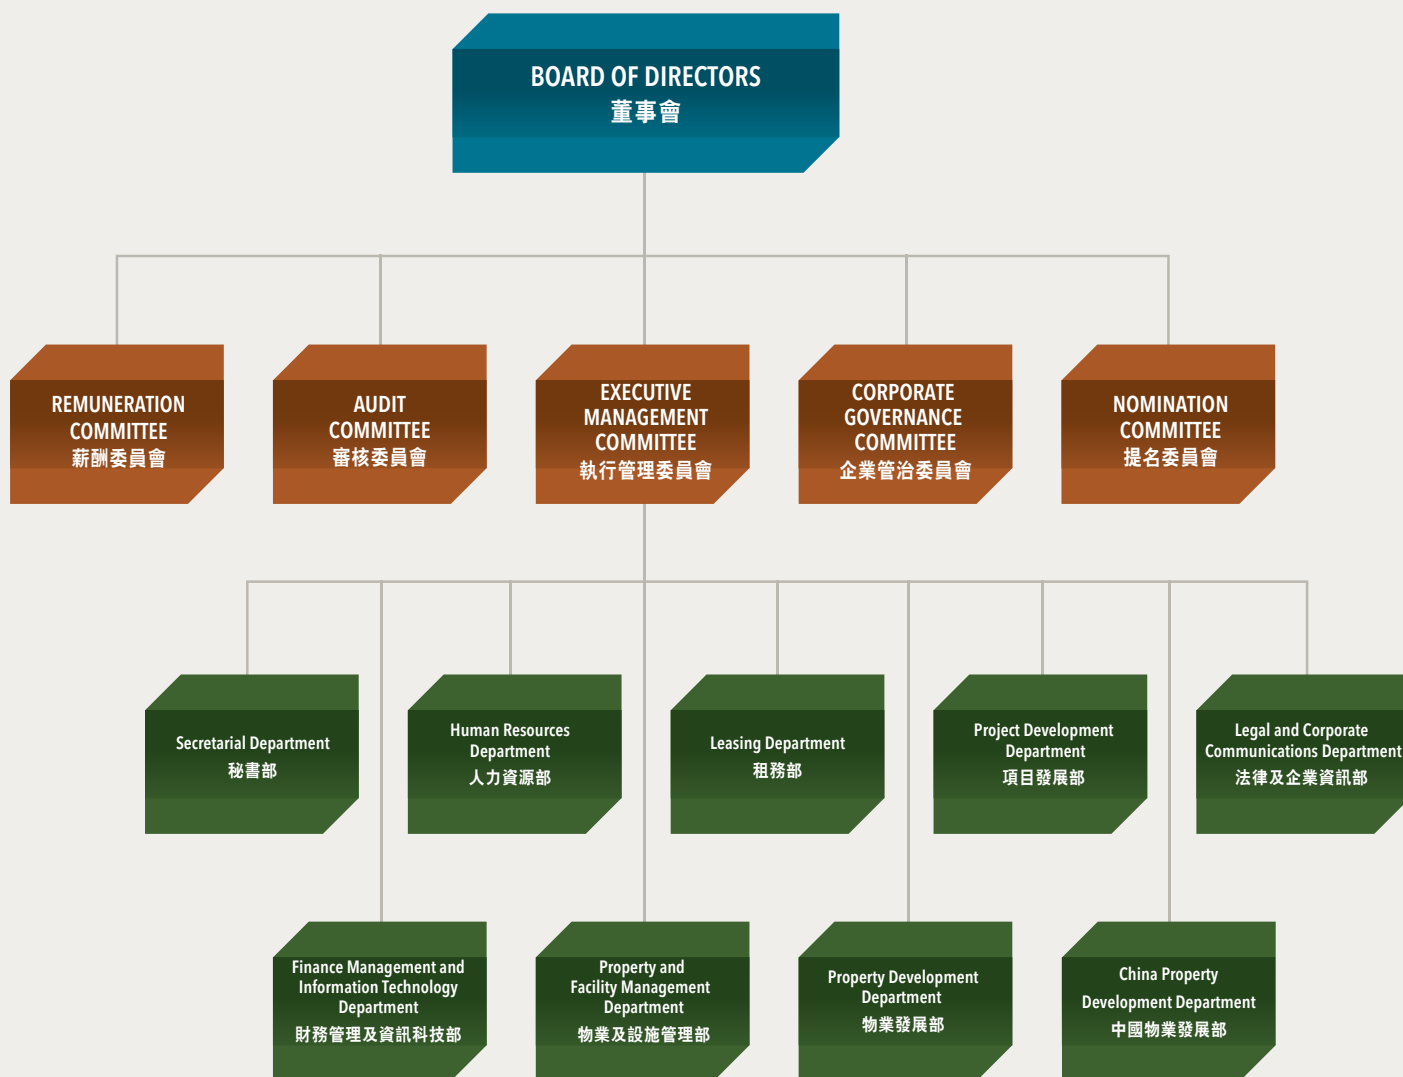 BOARD OF DIRECTORS
董事會
REMUNERATION
COMMITTEE
薪酬委員會
AUDIT
COMMITTEE
審核委員會
EXECUTIVE
MANAGEMENT
COMMITTEE
執行管理委員會
CORPORATE
GOVERNANCE
COMMITTEE
企業管治委員會
NOMINATION
COMMITTEE
提名委員會
Secretarial Department
秘書部
Human Resources
Department
人力資源部
Leasing Department
租務部
Project Development
Department
項目發展部
Legal and Corporate
Communications Department
法律及企業資訊部
Finance Management and
Information Technology
Department
財務管理及資訊科技部
Property and
Facility Management
Department
物業及設施管理部
Property Development
Department
物業發展部
China Property
Development Department
中國物業發展部